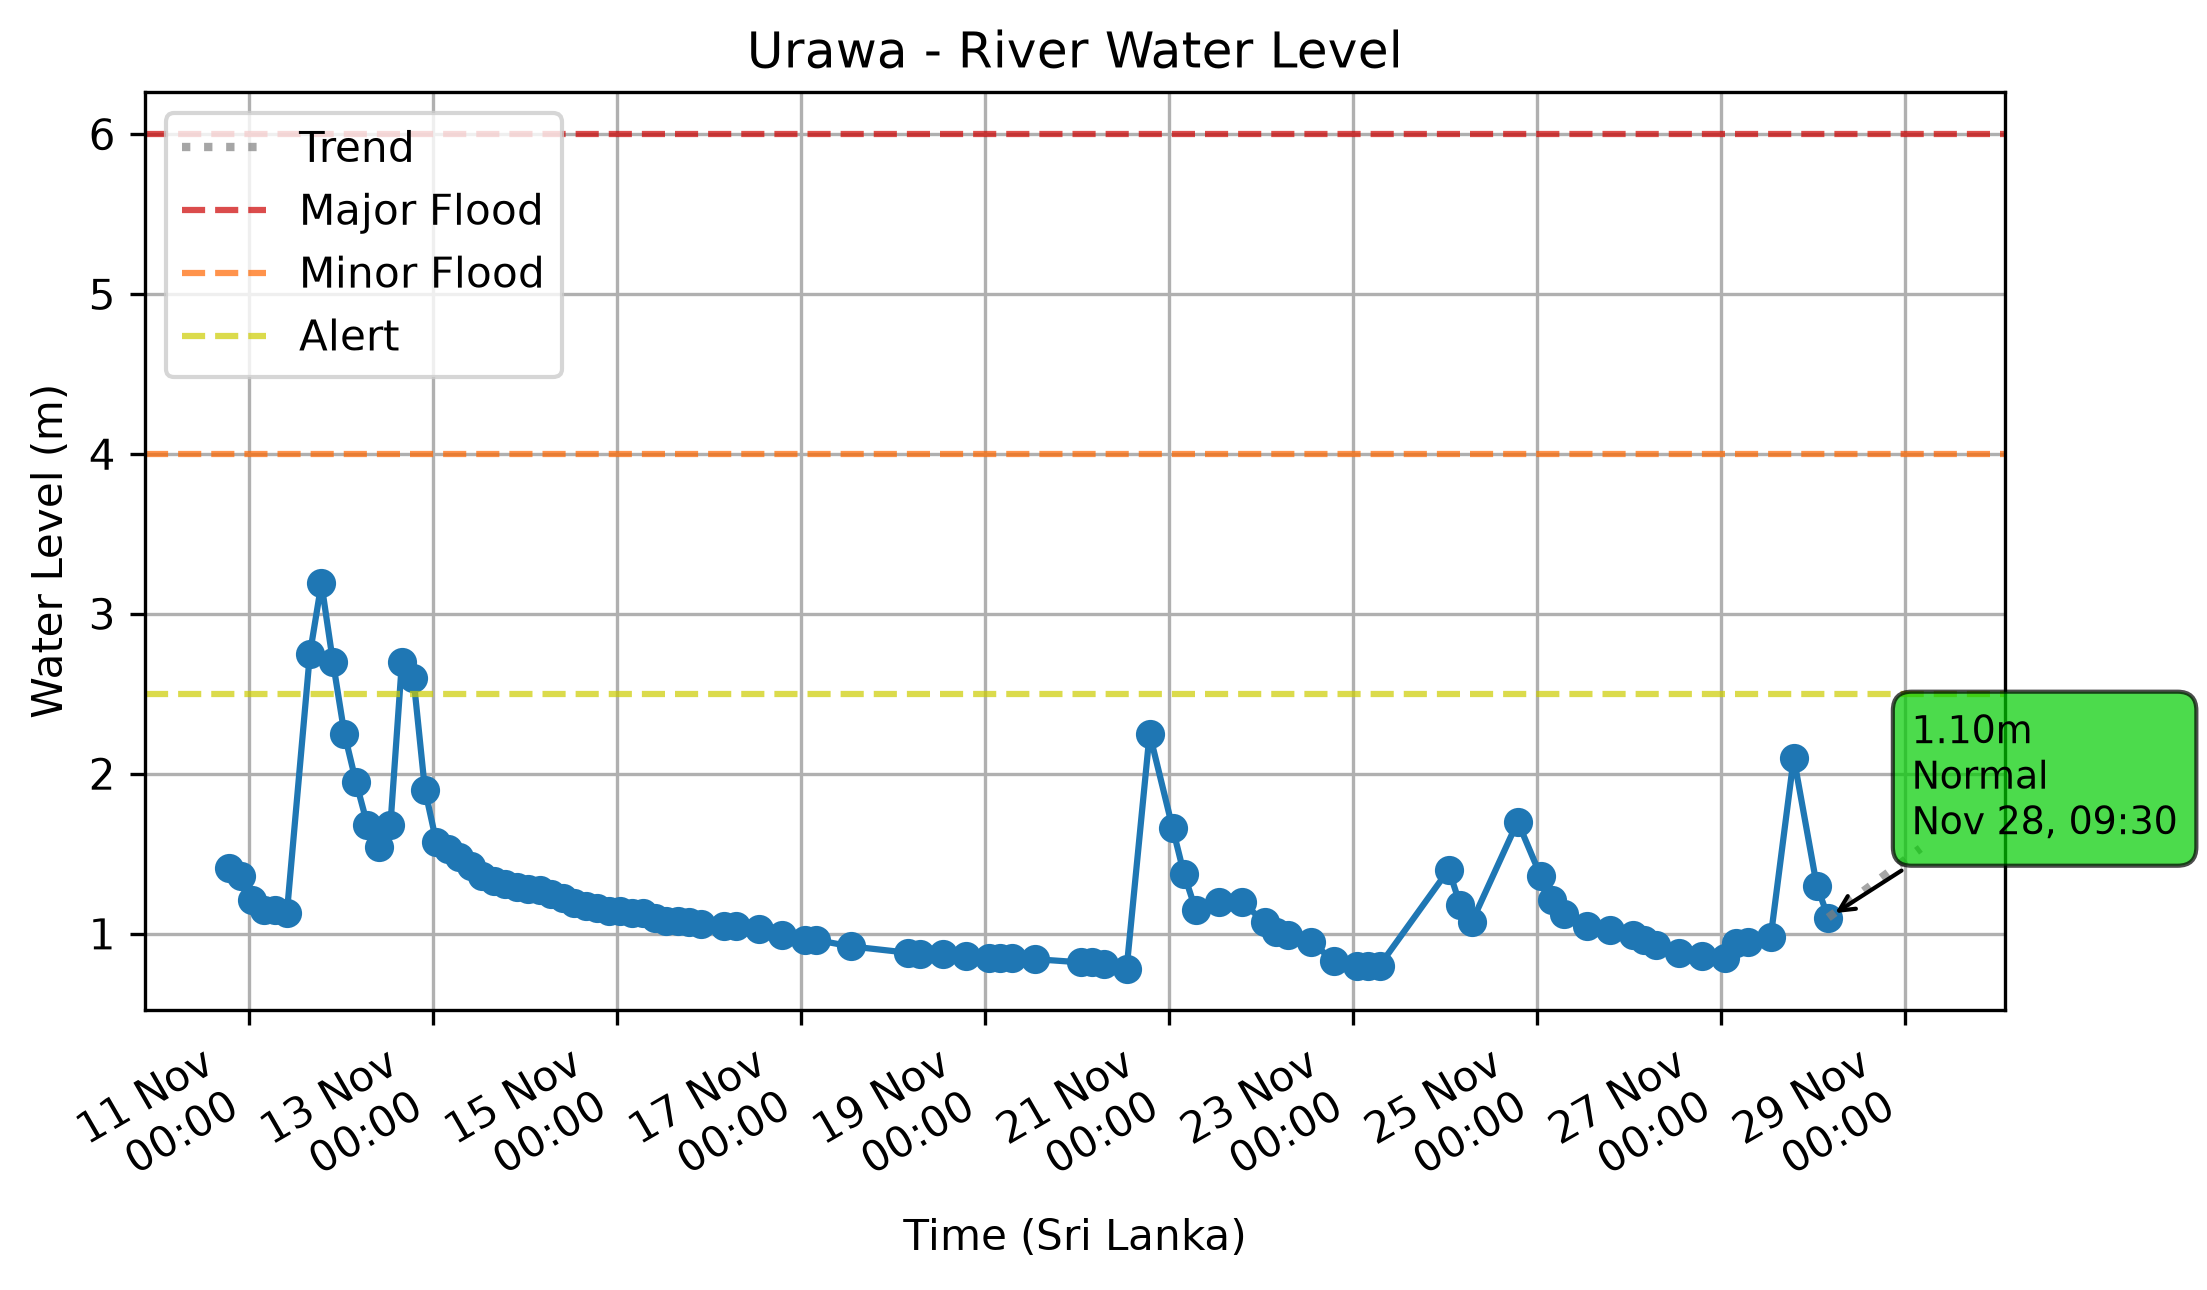 Urawa - River Water Level
Trend
Major Flood
Minor Flood
Alert
6
5
4
3
2
1
Water Level (m)
1.10m
Normal
Nov 28, 09:30
11 Nov
00:00
13 Nov
00:00
15 Nov
00:00
17 Nov
00:00
19 Nov
00:00
21 Nov
00:00
23 Nov
00:00
25 Nov
00:00
27 Nov
00:00
29 Nov
00:00
Time (Sri Lanka)